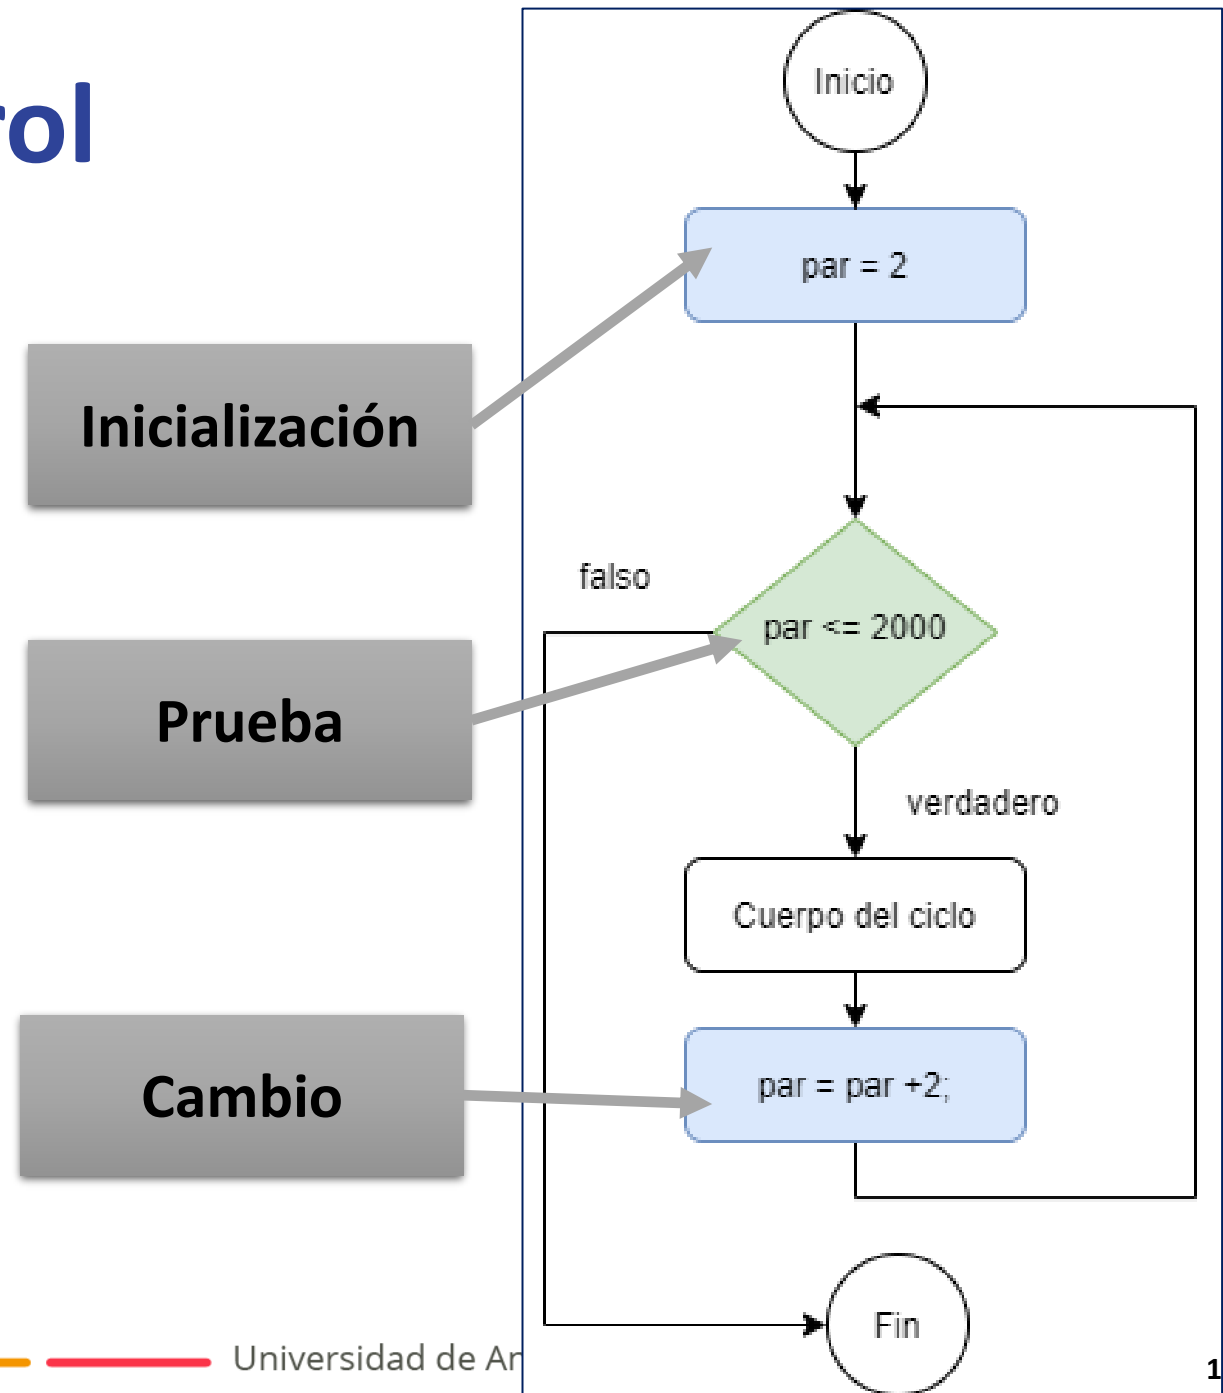 rol
Inicio
par = 2
Inicialización
falso
par <= 2000
Prueba
verdadero
Cuerpo del ciclo
Cambio
par = par +2;
Fin
Universidad de
1